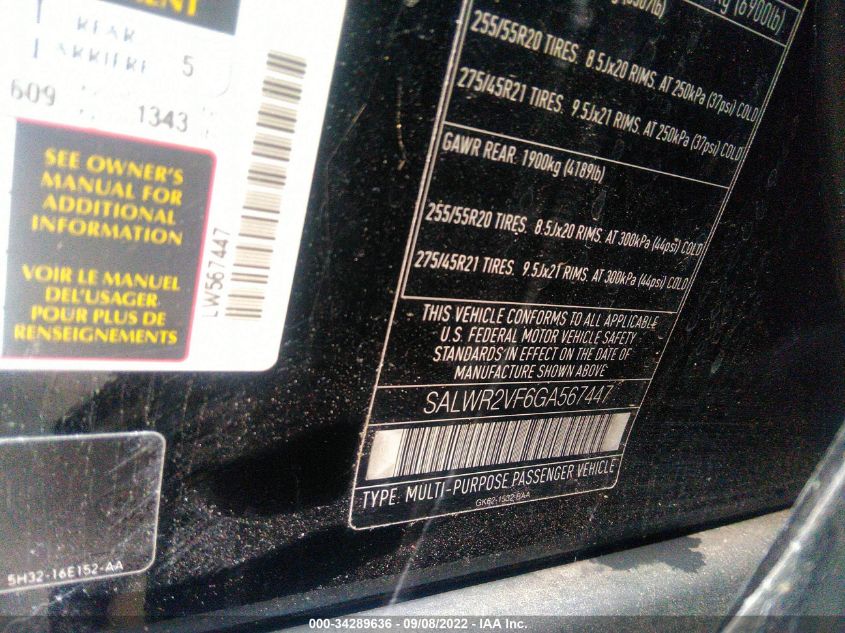 REAR
ARRIÈRE 5
609 1343
SEE OWNER'S
MANUAL FOR
ADDITIONAL
INFORMATION
VOIR LE MANUEL
DEL'USAGER
POUR PLUS DE
RENSEIGNEMENTS
LW567447
(6900lb)
255/55R20 TIRES. 8.5Jx20 RIMS. AT 250kPa (37psi) COLD
275/45R21 TIRES. 9.5Jx21 RIMS. AT 250kPa (37psi) COLD
GAWR REAR: 1900kg (4189lb)
255/55R20 TIRES. 8.5Jx20 RIMS. AT 300kPa (44psi) COLD
275/45R21 TIRES. 9.5Jx21 RIMS. AT 300kPa (44psi) COLD
THIS VEHICLE CONFORMS TO ALL APPLICABLE
U.S. FEDERAL MOTOR VEHICLE SAFETY
STANDARDS IN EFFECT ON THE DATE OF
MANUFACTURE SHOWN ABOVE
SALWR2VF6GA567447
TYPE: MULTI-PURPOSE PASSENGER VEHICLE
GK62-1532-BAA
5H32-16E152-AA
000-34289636 - 09/08/2022 - IAA Inc.